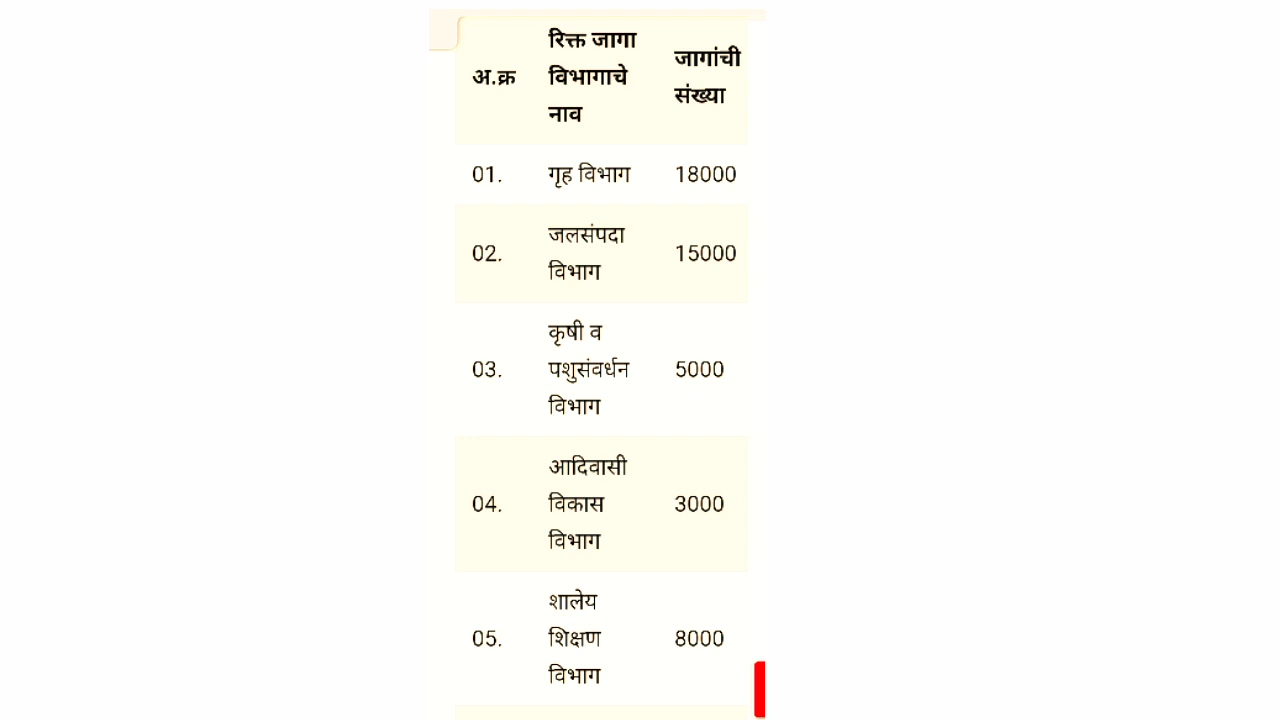 अ.क्र रिक्त जागा विभागाचे नाव जागांची संख्या
01. गृह विभाग 18000
02. जलसंपदा विभाग 15000
03. कृषी व पशुसंवर्धन विभाग 5000
04. आदिवासी विकास विभाग 3000
05. शालेय शिक्षण विभाग 8000